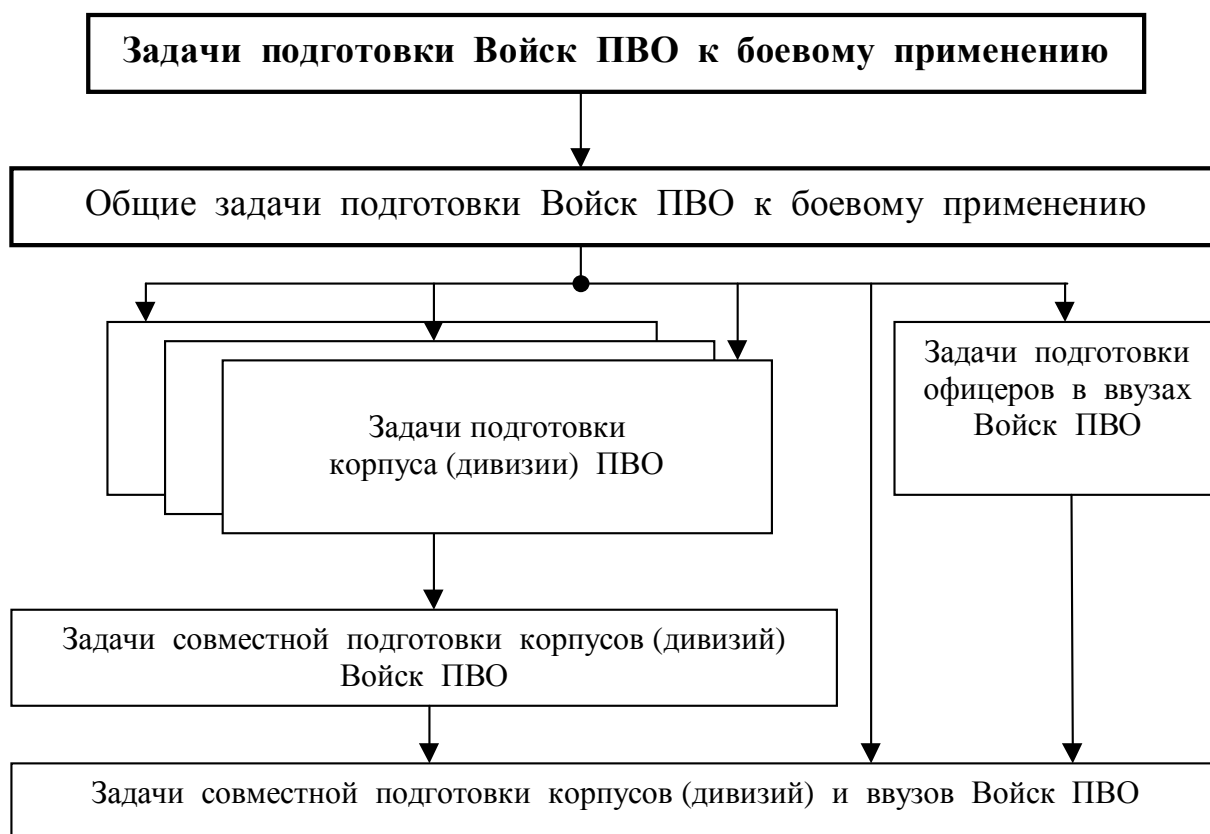 Задачи подготовки Войск ПВО к боевому применению
Общие задачи подготовки Войск ПВО к боевому применению
Задачи подготовки
корпуса (дивизии) ПВО
Задачи подготовки
офицеров в ввузах
Войск ПВО
Задачи совместной подготовки корпусов (дивизий)
Войск ПВО
Задачи совместной подготовки корпусов (дивизий) и ввузов Войск ПВО